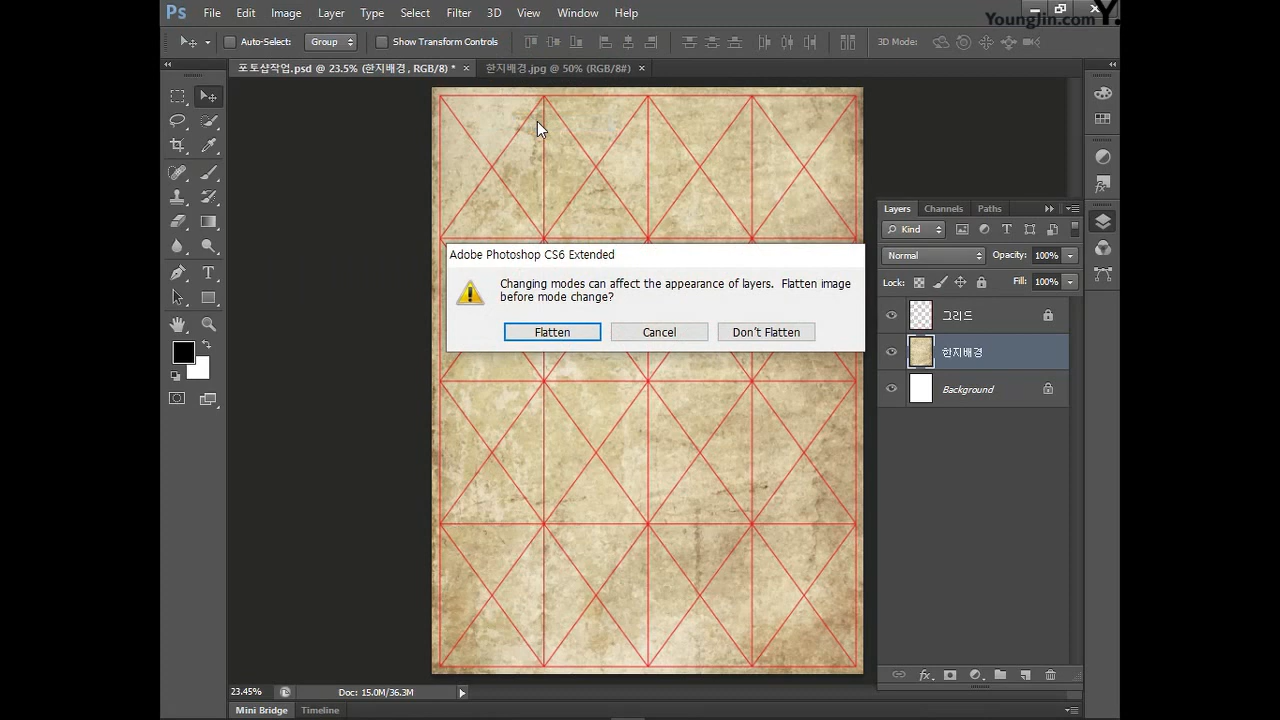 Ps File Edit Image Layer Type Select Filter 3D View Window Help
YoungJin.com Y.
Auto-Select: Group Show Transform Controls 3D Mode:
포토샵작업.psd @ 23.5% (한지배경, RGB/8) * × 한지배경.jpg @ 50% (RGB/8#) ×
Layers Channels Paths
Kind
Normal Opacity: 100%
Lock: Fill: 100%
그리드
한지배경
Background
Adobe Photoshop CS6 Extended
Changing modes can affect the appearance of layers. Flatten image
before mode change?
Flatten Cancel Don't Flatten
23.45% Doc: 15.0M/36.3M
Mini Bridge Timeline